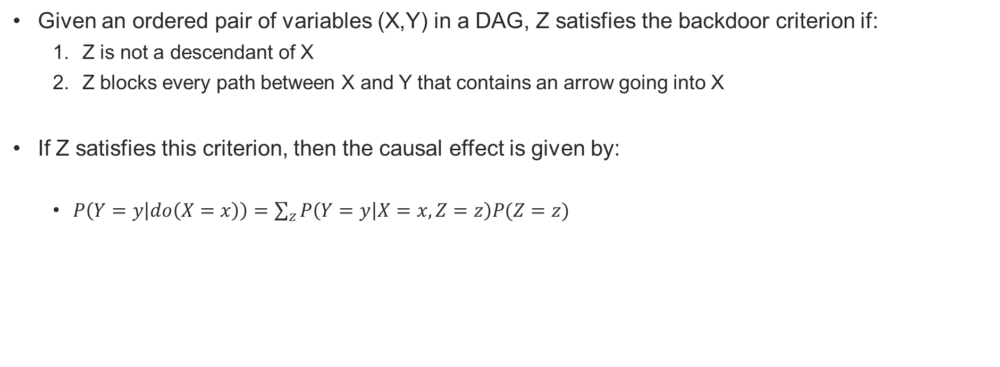 • Given an ordered pair of variables (X,Y) in a DAG, Z satisfies the backdoor criterion if:
1. Z is not a descendant of X
2. Z blocks every path between X and Y that contains an arrow going into X
• If Z satisfies this criterion, then the causal effect is given by:
• P(Y = y|do(X = x)) = ∑_z P(Y = y|X = x, Z = z)P(Z = z)